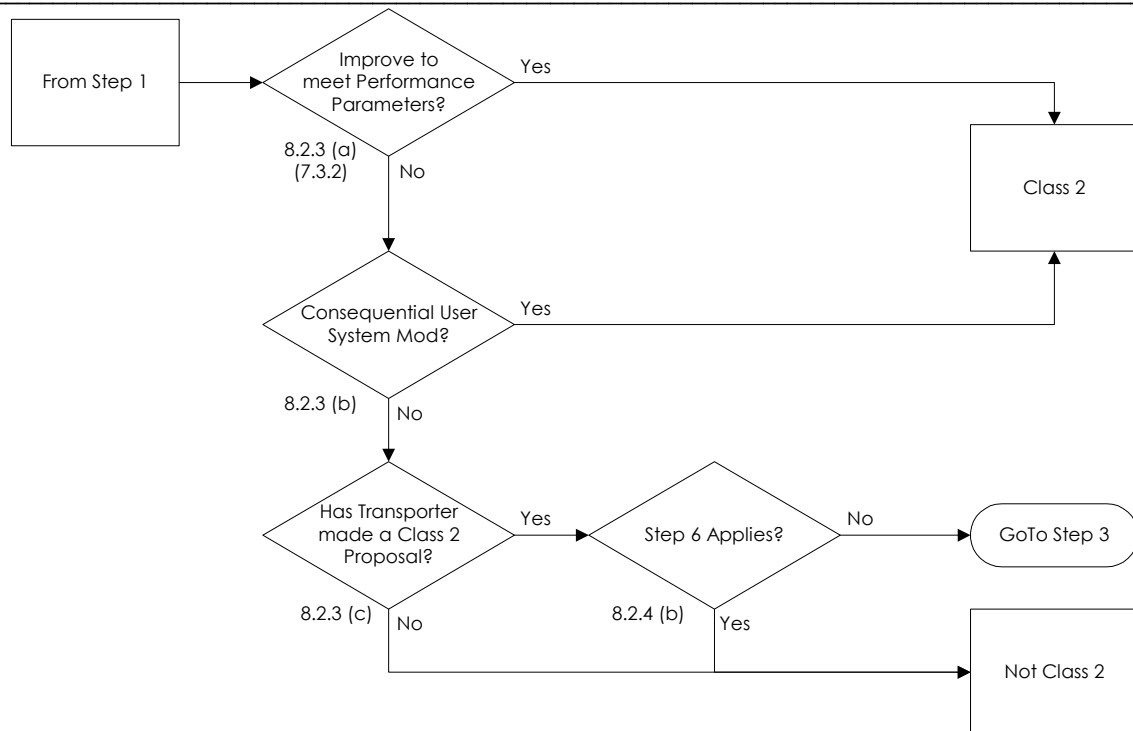 From Step 1
Improve to
meet Performance
Parameters?
Yes
8.2.3 (a)
(7.3.2)
No
Class 2
Consequential User
System Mod?
Yes
8.2.3 (b)
No
Has Transporter
made a Class 2
Proposal?
Yes
Step 6 Applies?
No
GoTo Step 3
8.2.3 (c)
No
8.2.4 (b)
Yes
Not Class 2